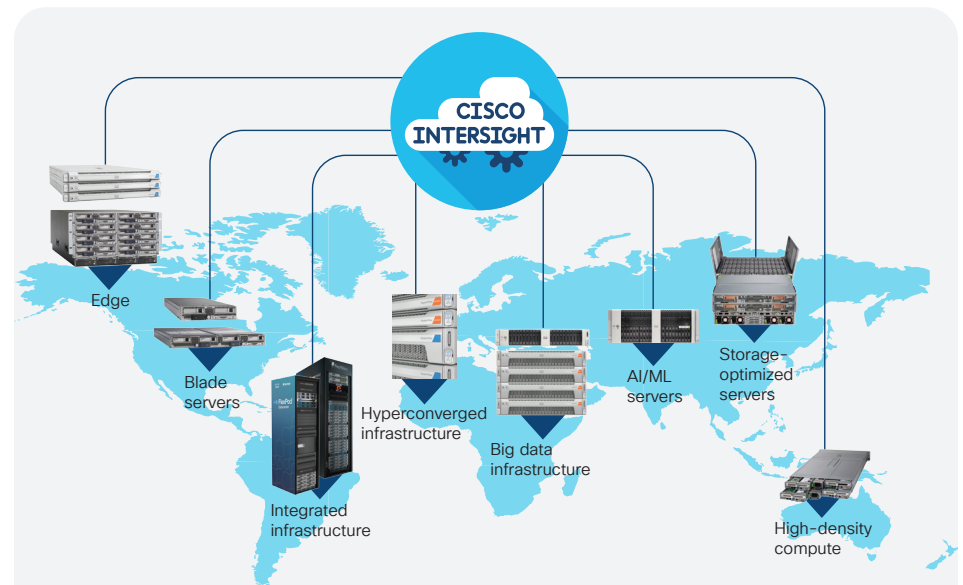 CISCO
INTERSIGHT
Edge
Blade
servers
Integrated
infrastructure
FlexPod
Hyperconverged
infrastructure
Big data
infrastructure
AI/ML
servers
Storage-
optimized
servers
High-density
compute